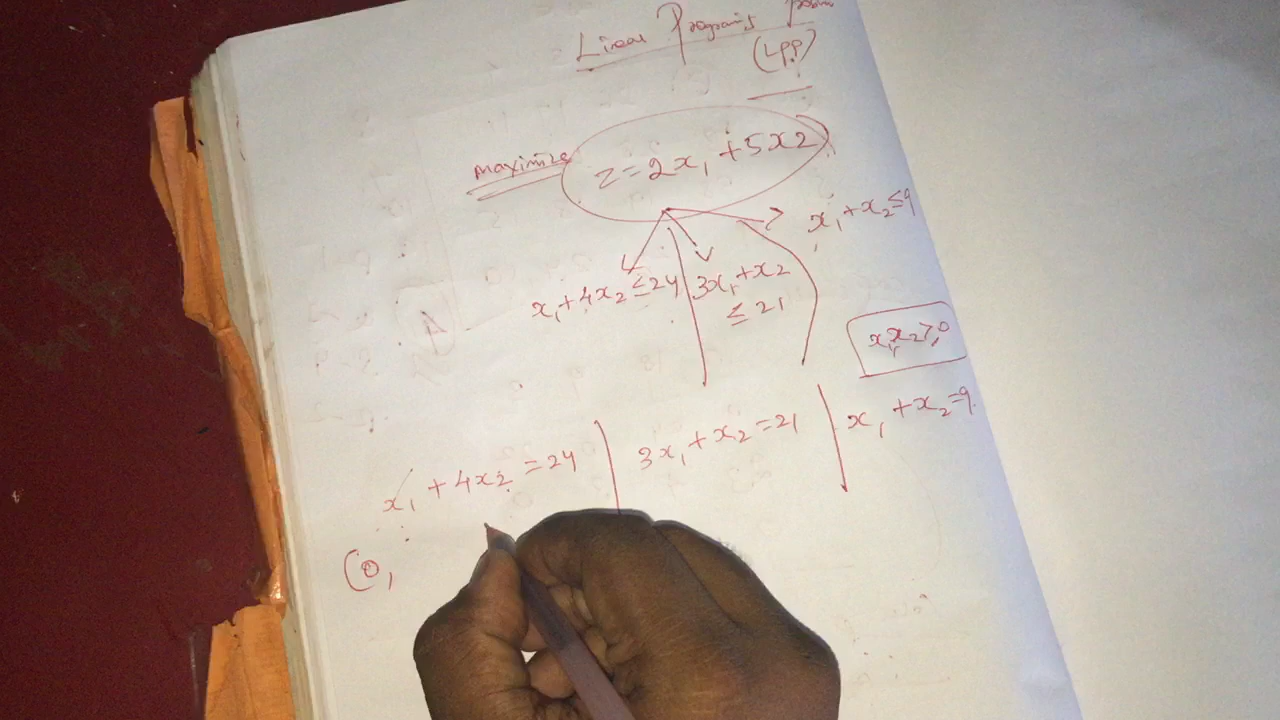 Linear
(LPP)
maximize z=2x₁+5x2
x₁+4x₂≤24
3x₁+x₂
≤21
x₁+x₂≤9
x₁,x₂≥0
x₁+4x₂=24
3x₁+x₂=21
x₁+x₂=9
(0,